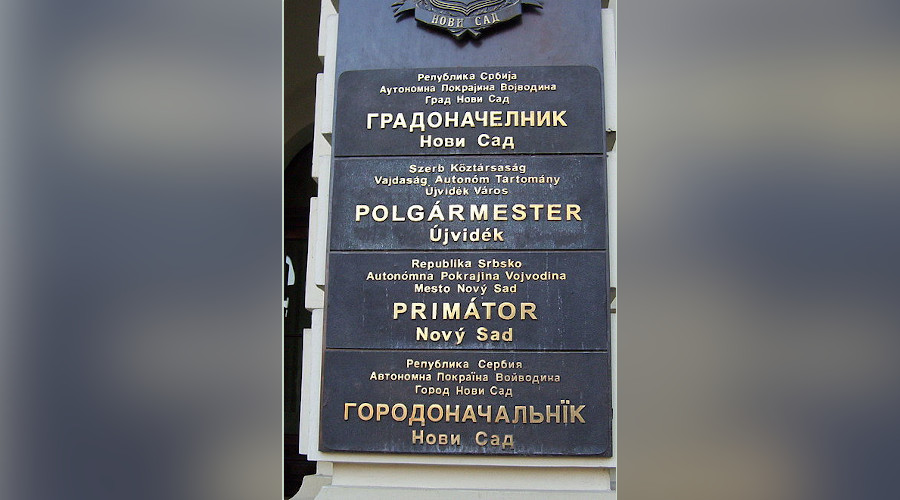 НОВИ САД
Република Србија
Аутономна Покрајина Војводина
Град Нови Сад
ГРАДОНАЧЕЛНИК
Нови Сад
Szerb Köztársaság
Vajdaság Autonóm Tartomány
Újvidék Város
POLGÁRMESTER
Újvidék
Republika Srbsko
Autonómna Pokrajina Vojvodina
Mesto Nový Sad
PRIMÁTOR
Nový Sad
Република Сербия
Автономна Покраїна Войводина
Город Нови Сад
ГОРОДОНАЧАЛЬНЇК
Нови Сад